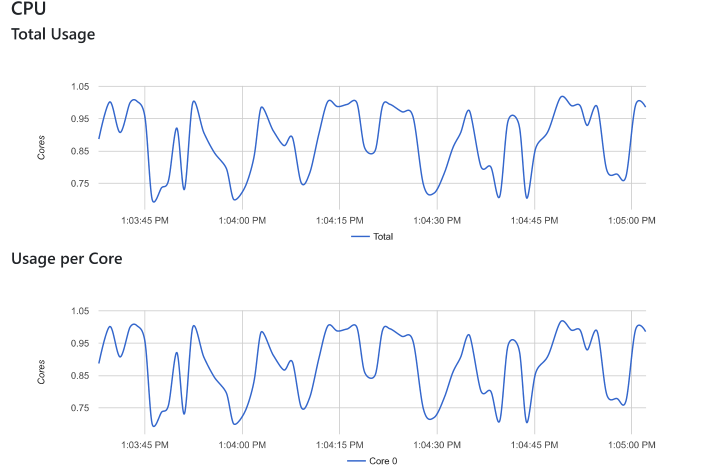 CPU
Total Usage
1.05
0.95
0.85
0.75
Cores
1:03:45 PM 1:04:00 PM 1:04:15 PM 1:04:30 PM 1:04:45 PM 1:05:00 PM
Total
Usage per Core
1.05
0.95
0.85
0.75
Cores
1:03:45 PM 1:04:00 PM 1:04:15 PM 1:04:30 PM 1:04:45 PM 1:05:00 PM
Core 0